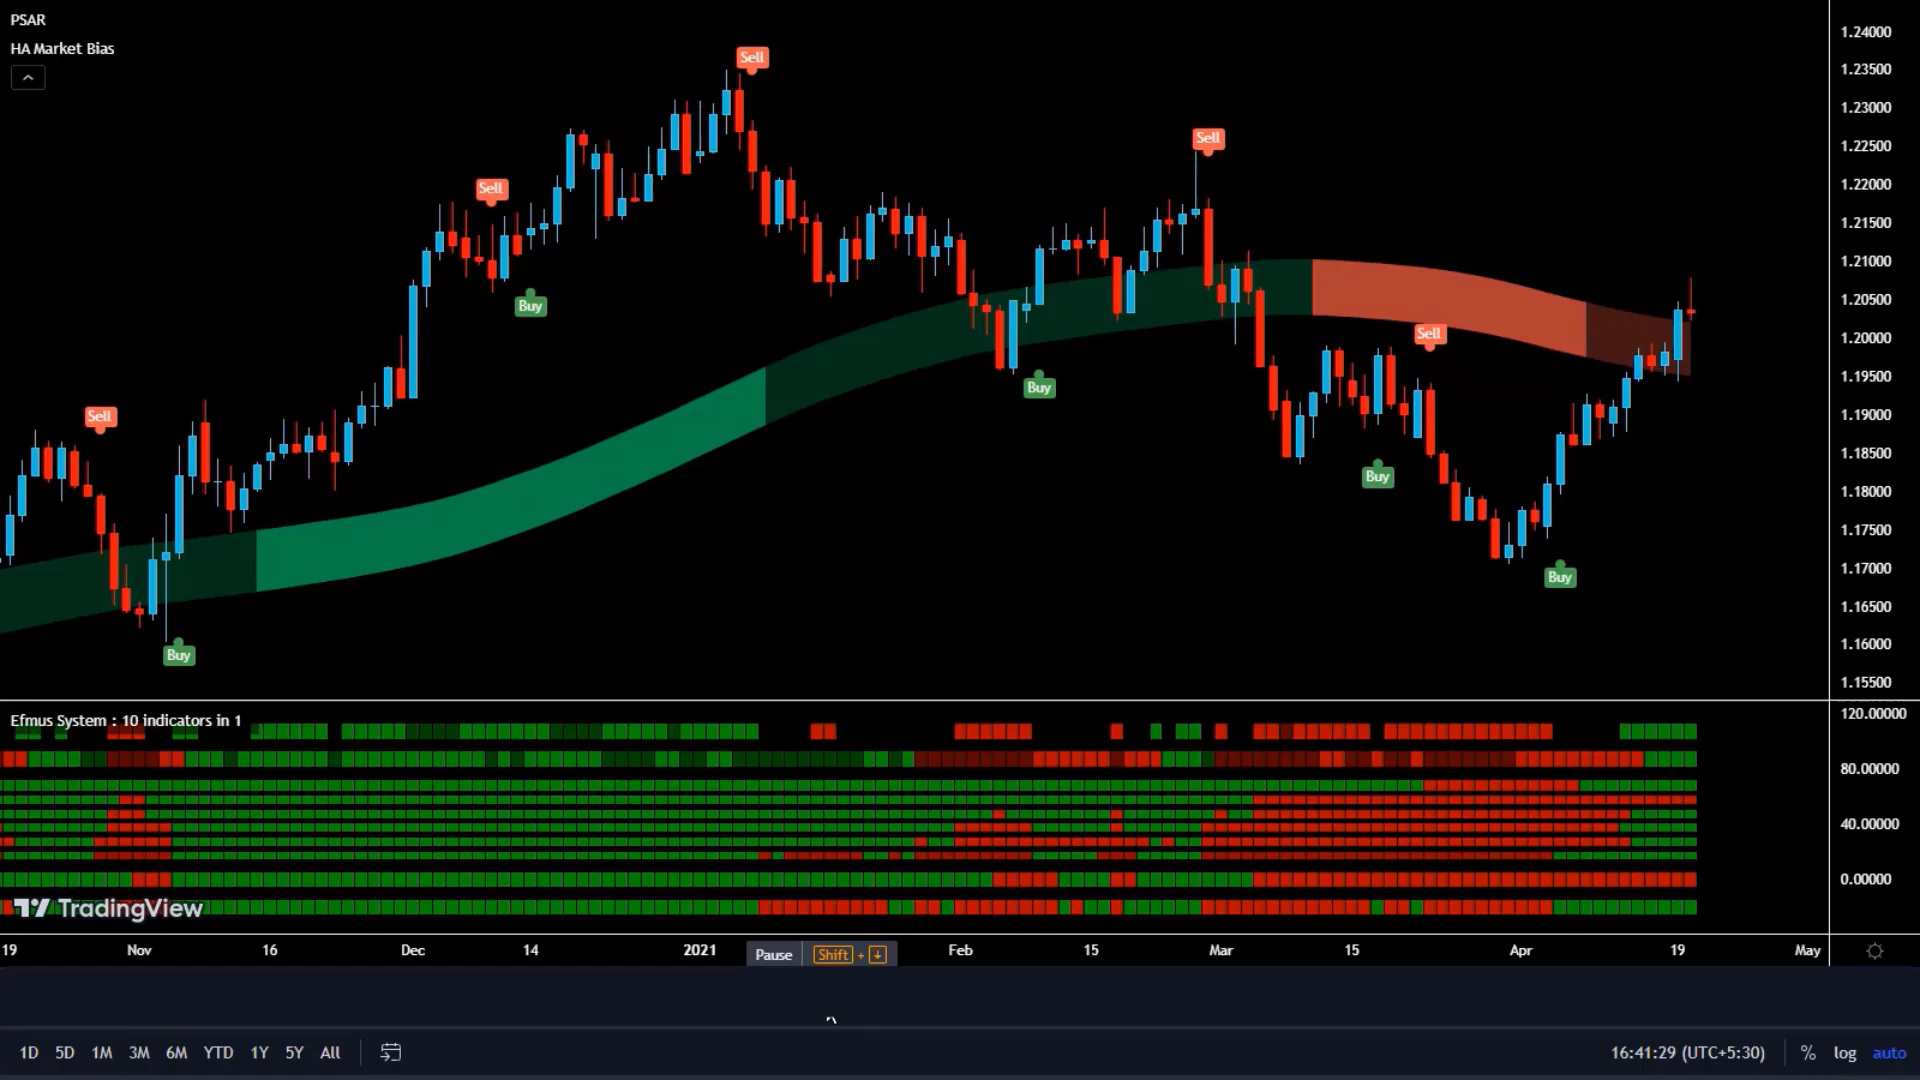 PSAR
HA Market Bias
Sell
Sell
Sell
Sell
Sell
Buy
Buy
Buy
Buy
Buy
1.24000
1.23500
1.23000
1.22500
1.22000
1.21500
1.21000
1.20500
1.20000
1.19500
1.19000
1.18500
1.18000
1.17500
1.17000
1.16500
1.16000
1.15500
Efmus System : 10 indicators in 1
120.00000
80.00000
40.00000
0.00000
TradingView
19 Nov 16 Dec 14 2021 Feb 15 Mar 15 Apr 19 May
Pause Shift + ↓
1D 5D 1M 3M 6M YTD 1Y 5Y All 16:41:29 (UTC+5:30) % log auto